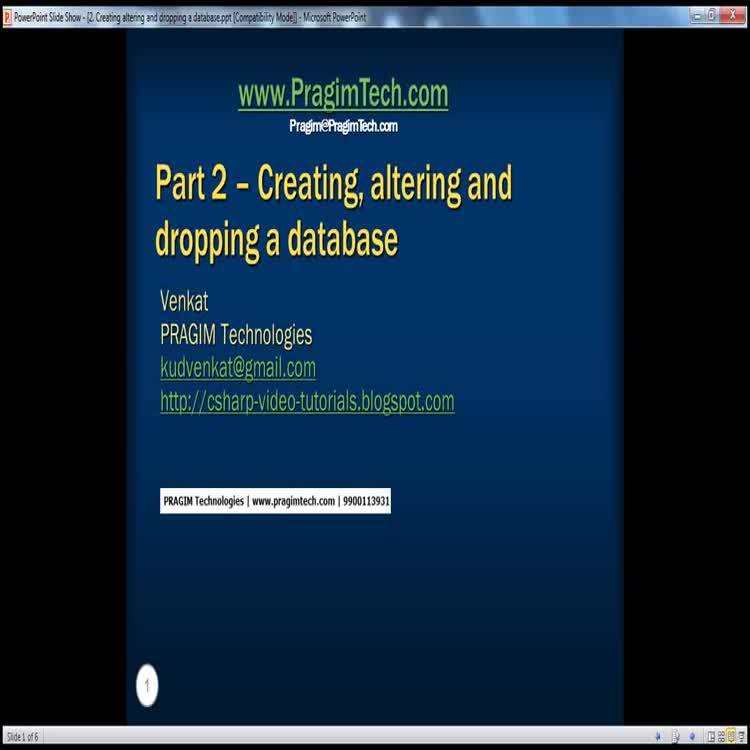 PowerPoint Slide Show - [2. Creating altering and dropping a database.ppt [Compatibility Mode]] - Microsoft PowerPoint
www.PragimTech.com
Pragim@PragimTech.com
Part 2 – Creating, altering and
dropping a database
Venkat
PRAGIM Technologies
kudvenkat@gmail.com
http://csharp-video-tutorials.blogspot.com
PRAGIM Technologies | www.pragimtech.com | 9900113931
1
Slide 1 of 6